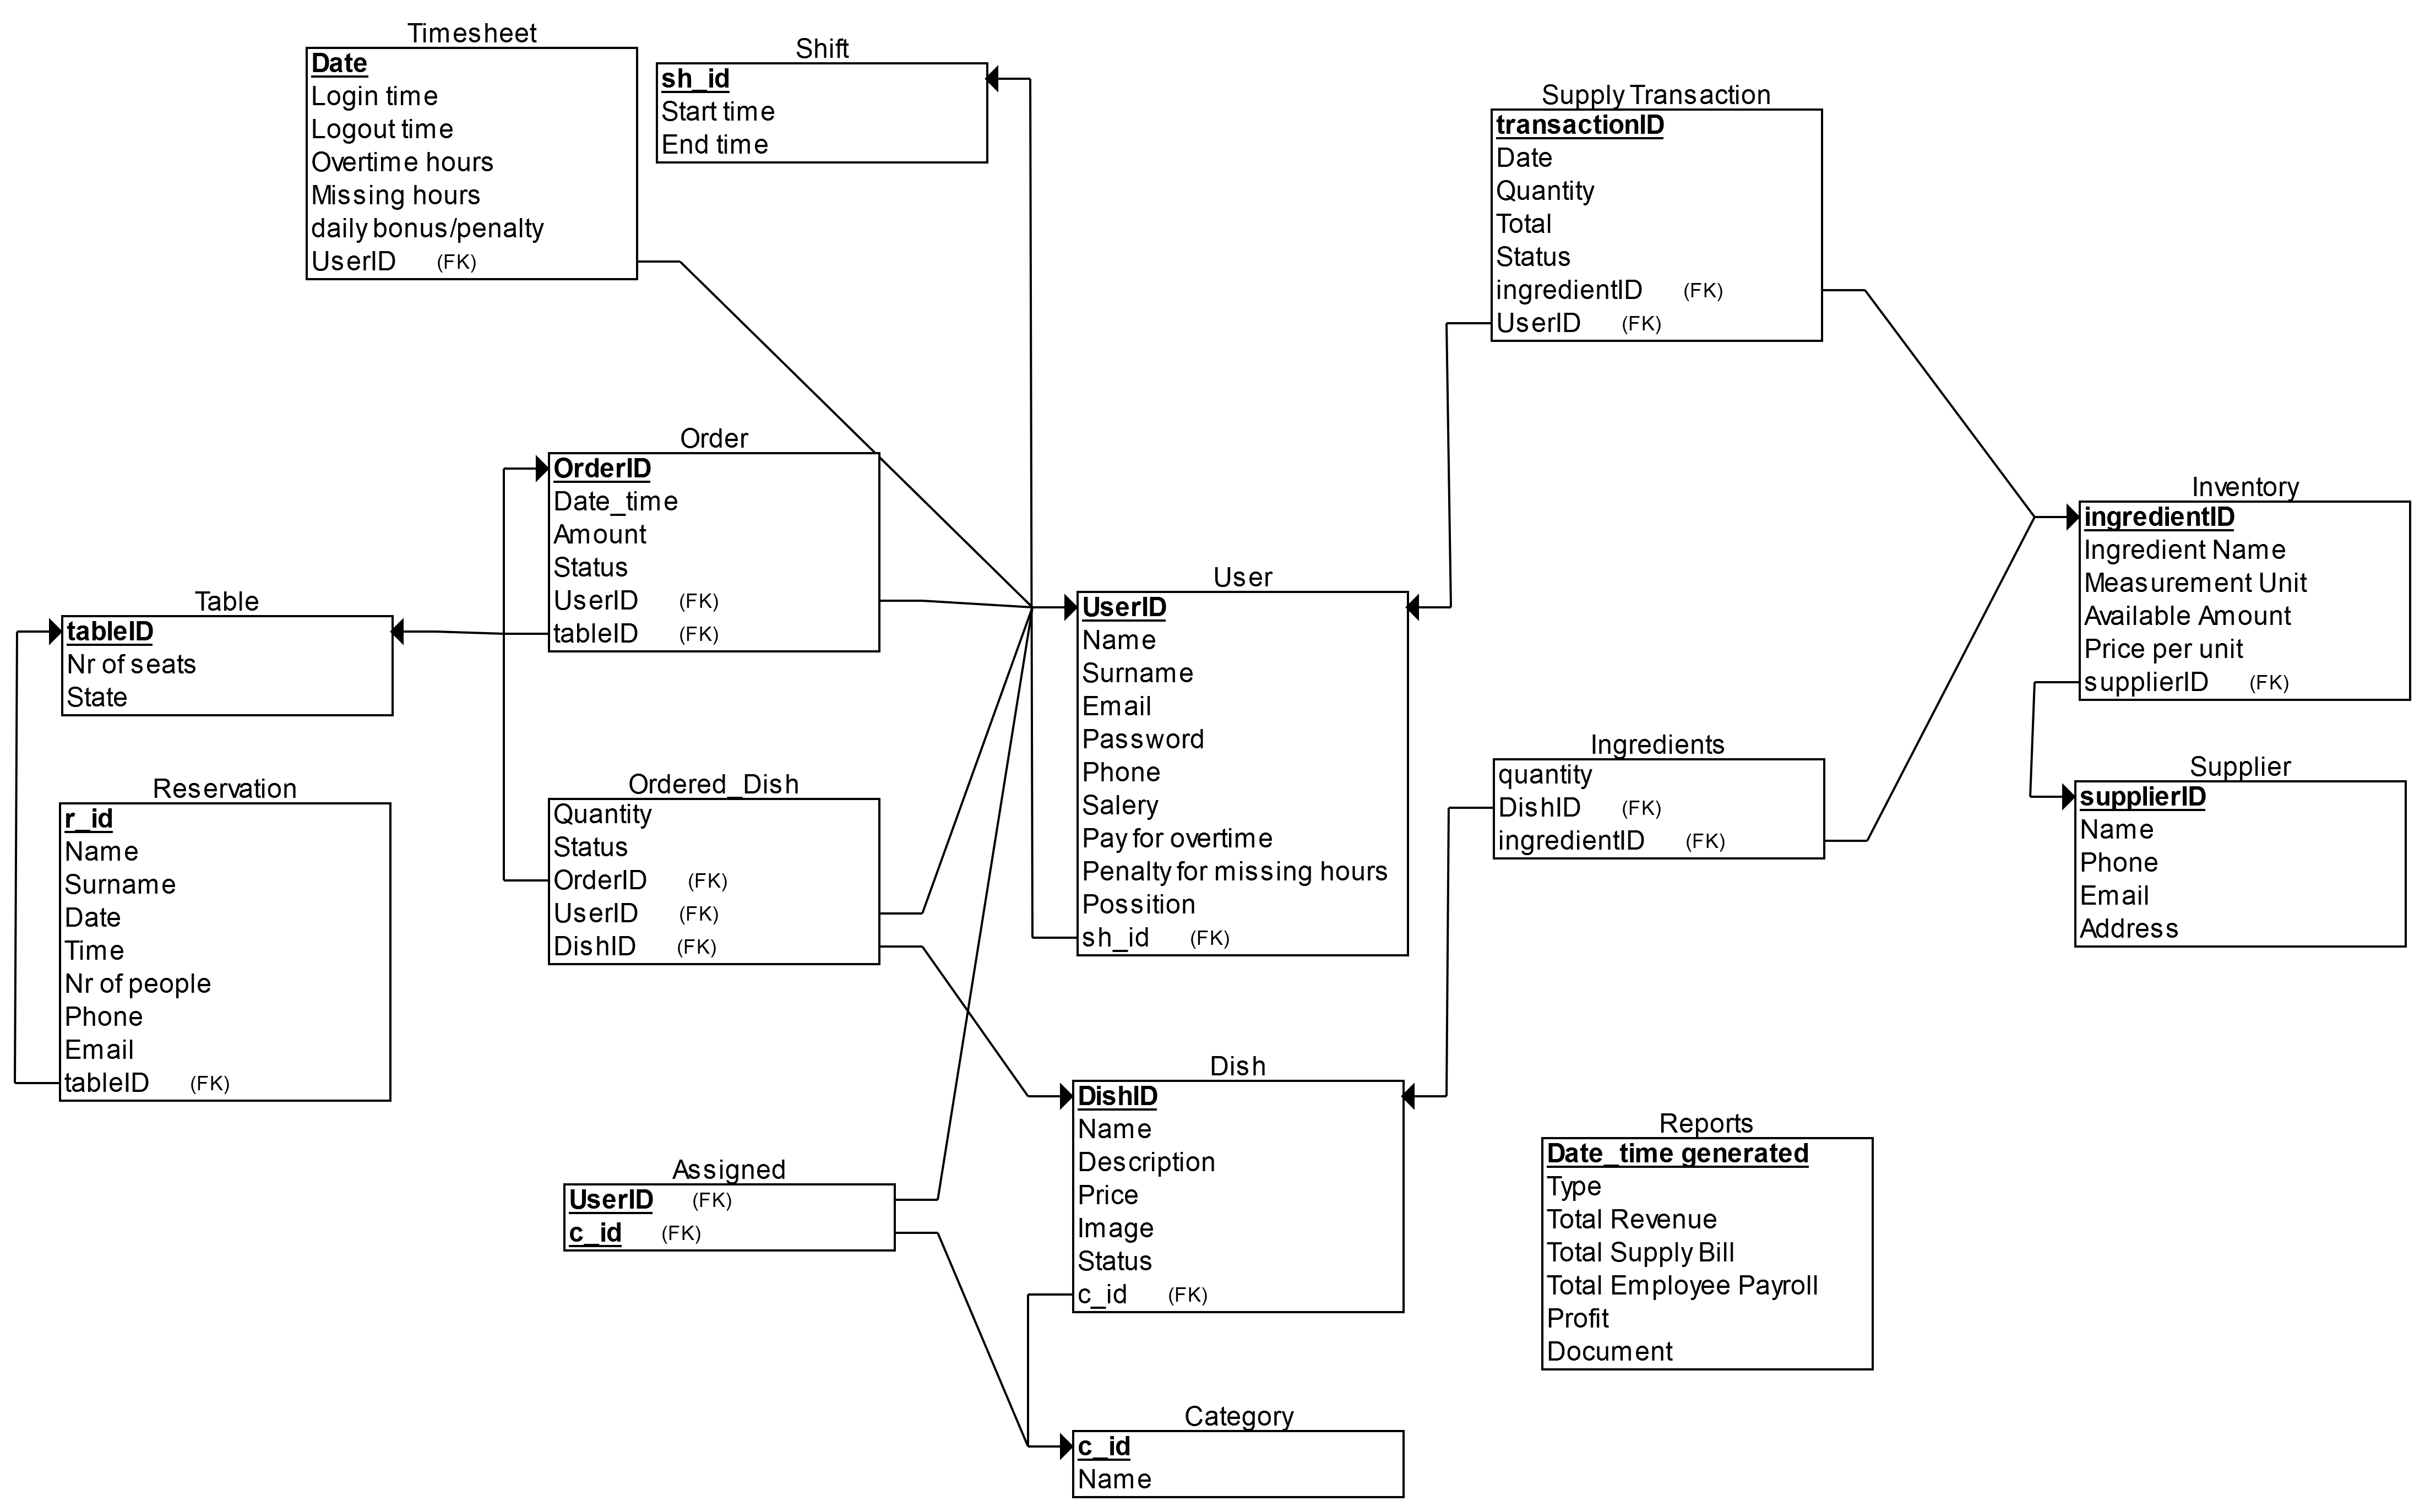 Timesheet
Date
Login time
Logout time
Overtime hours
Missing hours
daily bonus/penalty
UserID (FK)
Shift
sh_id
Start time
End time
Supply Transaction
transactionID
Date
Quantity
Total
Status
ingredientID (FK)
UserID (FK)
Order
OrderID
Date_time
Amount
Status
UserID (FK)
tableID (FK)
Inventory
ingredientID
Ingredient Name
Measurement Unit
Available Amount
Price per unit
supplierID (FK)
User
UserID
Name
Surname
Email
Password
Phone
Salery
Pay for overtime
Penalty for missing hours
Possition
sh_id (FK)
Table
tableID
Nr of seats
State
Ingredients
quantity
DishID (FK)
ingredientID (FK)
Supplier
supplierID
Name
Phone
Email
Address
Reservation
r_id
Name
Surname
Date
Time
Nr of people
Phone
Email
tableID (FK)
Ordered_Dish
Quantity
Status
OrderID (FK)
UserID (FK)
DishID (FK)
Dish
DishID
Name
Description
Price
Image
Status
c_id (FK)
Reports
Date_time generated
Type
Total Revenue
Total Supply Bill
Total Employee Payroll
Profit
Document
Assigned
UserID (FK)
c_id (FK)
Category
c_id
Name